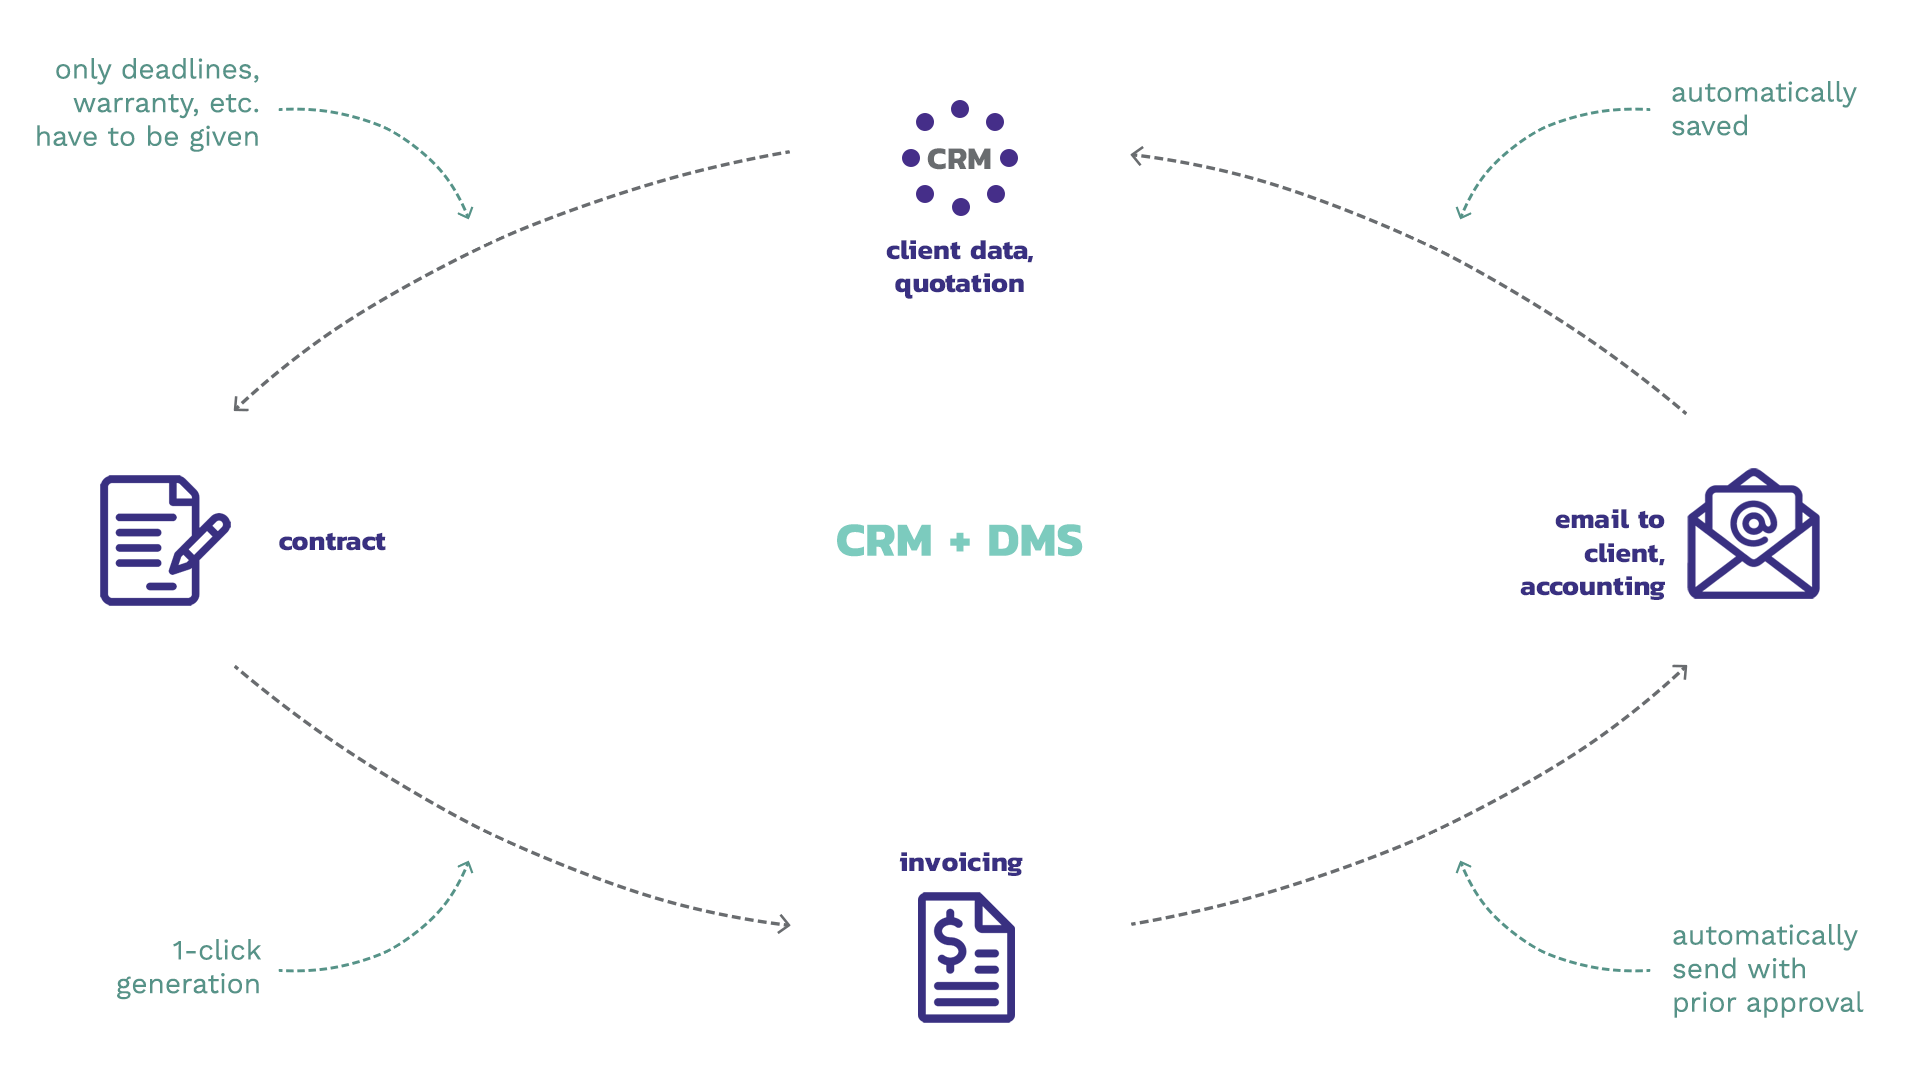 only deadlines,
warranty, etc.
have to be given
automatically
saved
CRM
client data,
quotation
contract
CRM + DMS
email to
client,
accounting
invoicing
1-click
generation
automatically
send with
prior approval